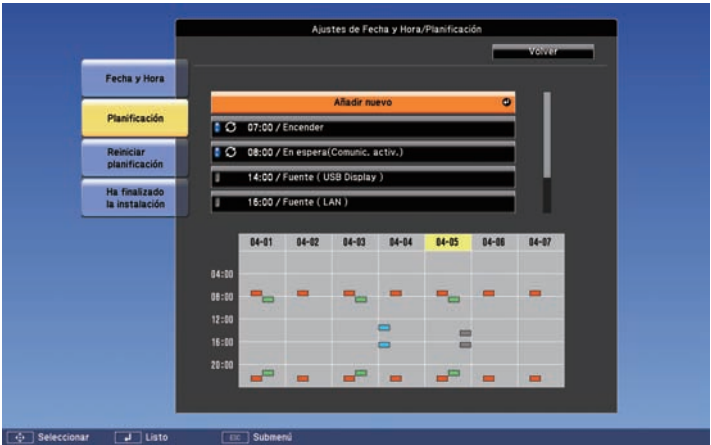 Ajustes de Fecha y Hora/Planificación
Volver
Fecha y Hora
Planificación
Reiniciar
planificación
Ha finalizado
la instalación
Añadir nuevo
07:00 / Encender
08:00 / En espera(Comunic. activ.)
14:00 / Fuente ( USB Display )
16:00 / Fuente ( LAN )
04-01 04-02 04-03 04-04 04-05 04-06 04-07
04:00
08:00
12:00
16:00
20:00
Seleccionar Listo ESC Submenú